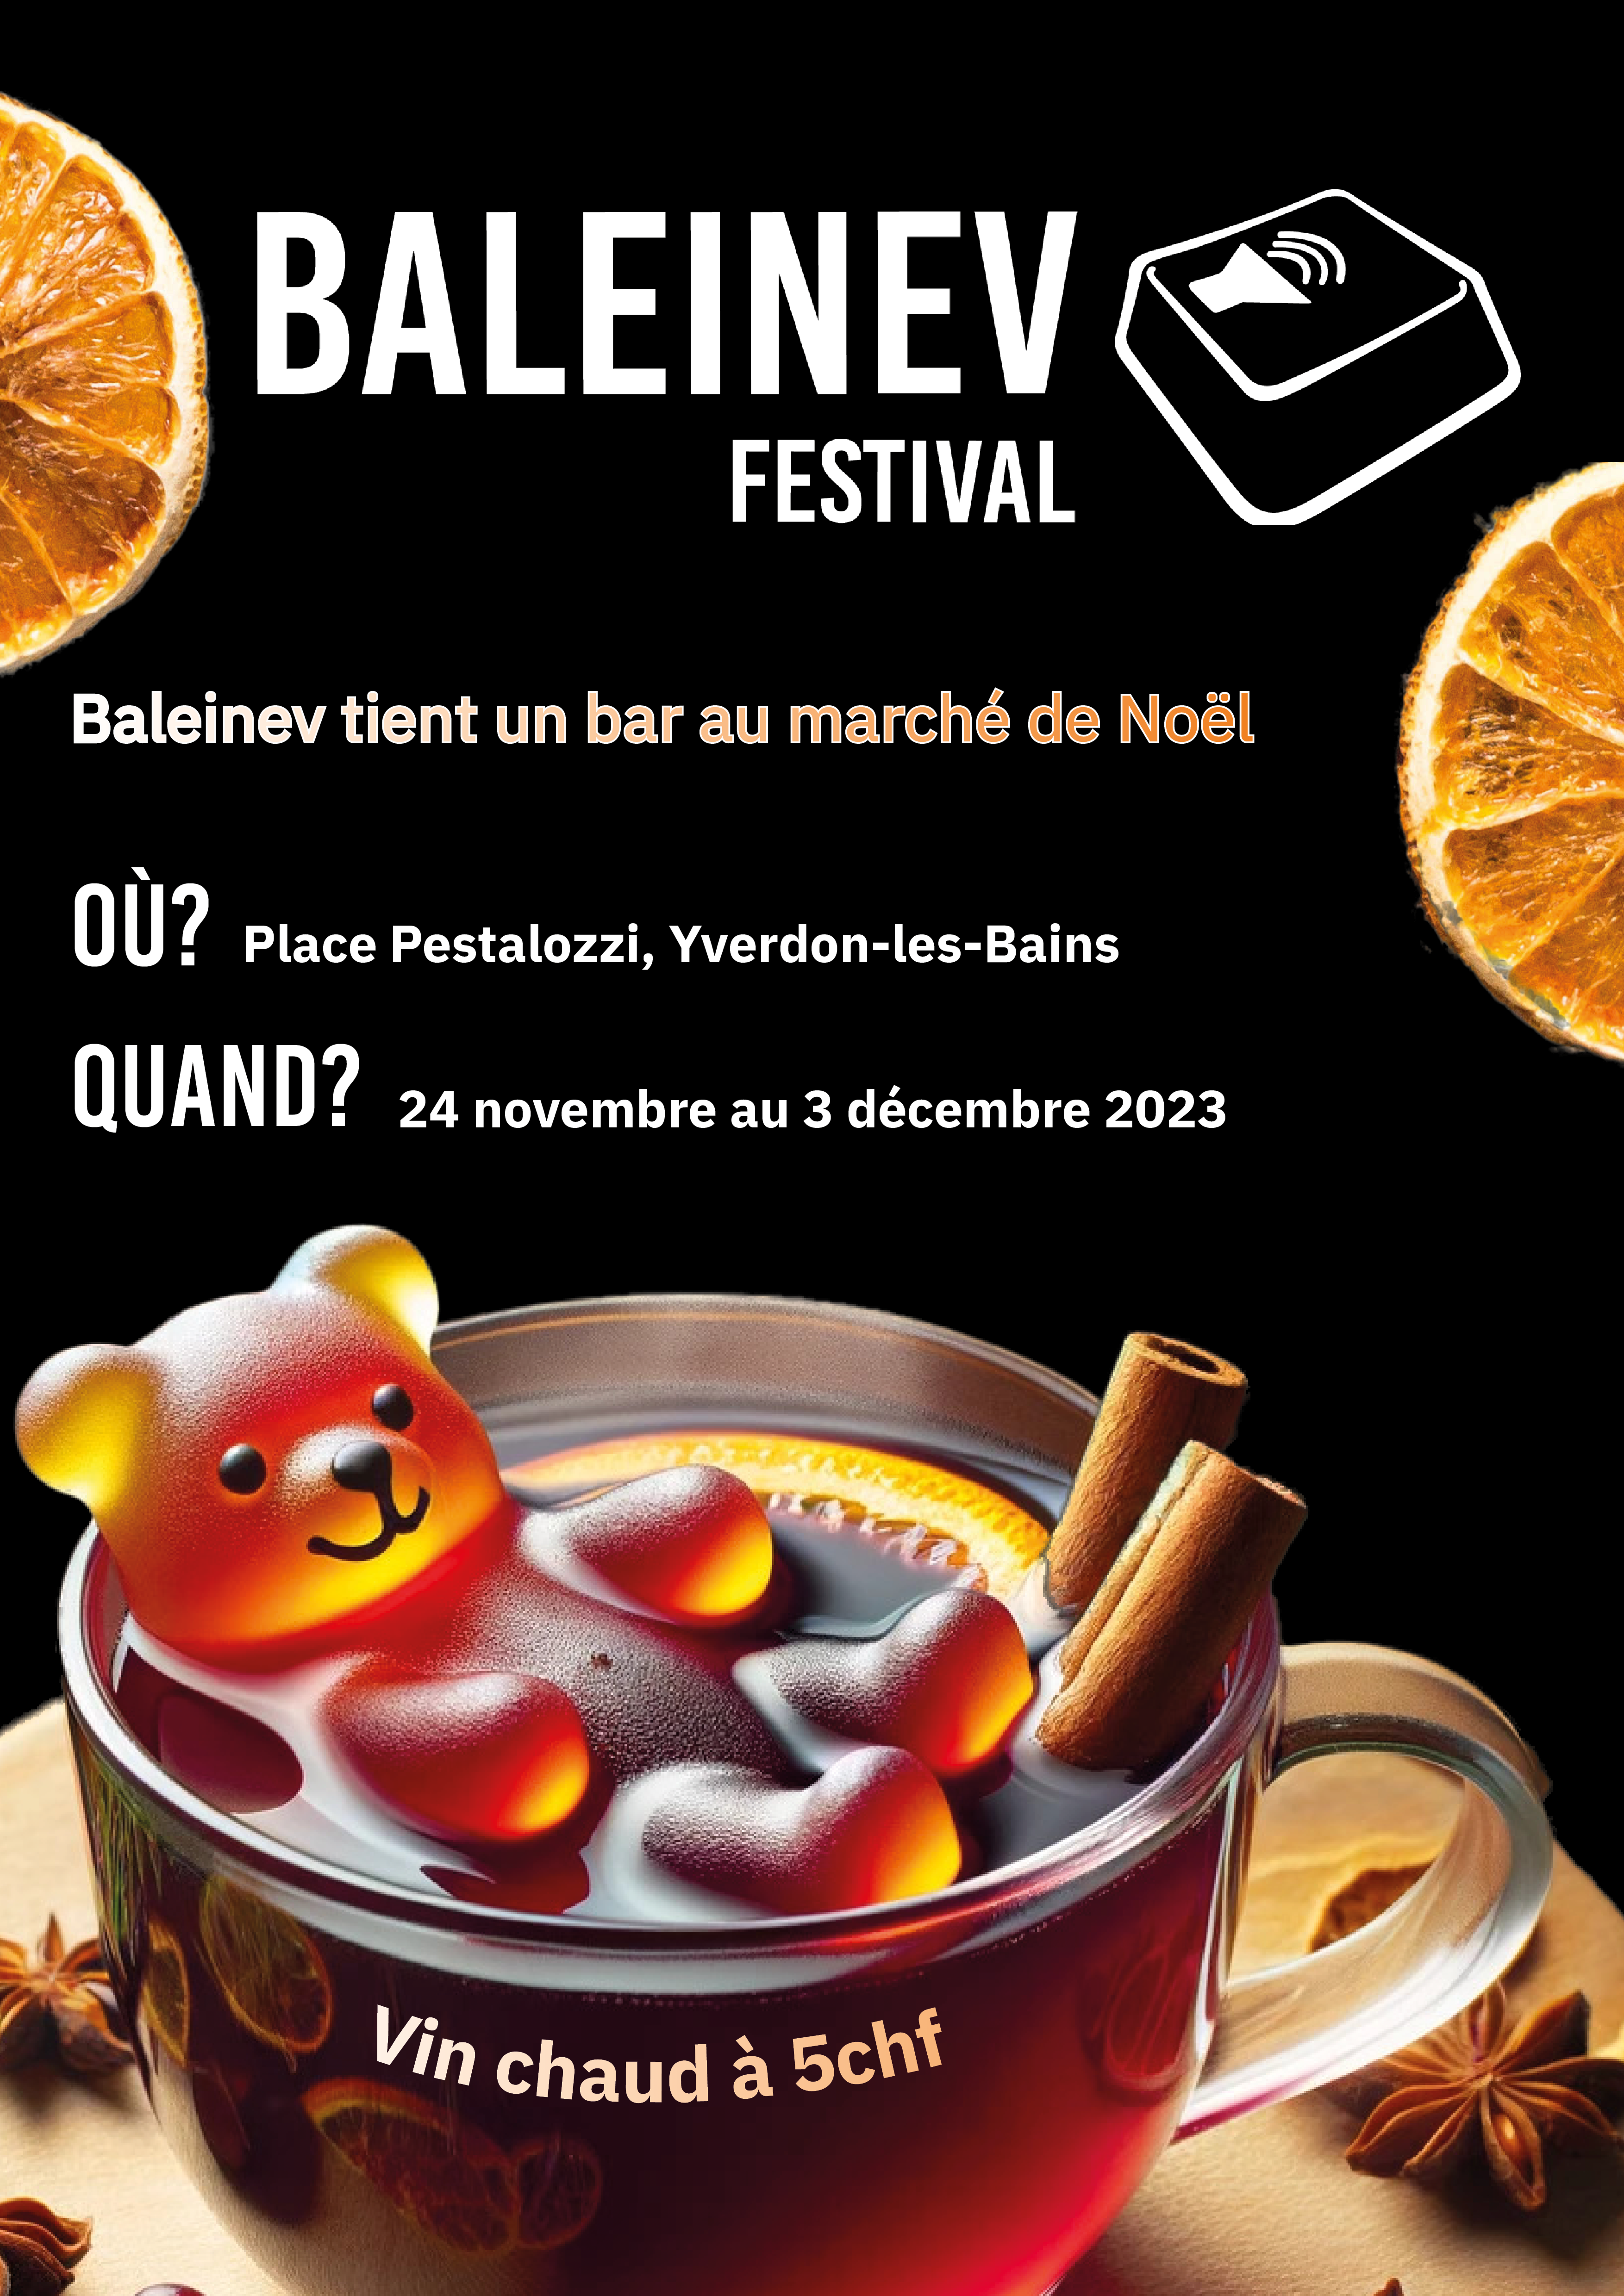 BALEINEV
FESTIVAL
Baleinev tient un bar au marché de Noël
OÙ? Place Pestalozzi, Yverdon-les-Bains
QUAND? 24 novembre au 3 décembre 2023
Vin chaud à 5chf